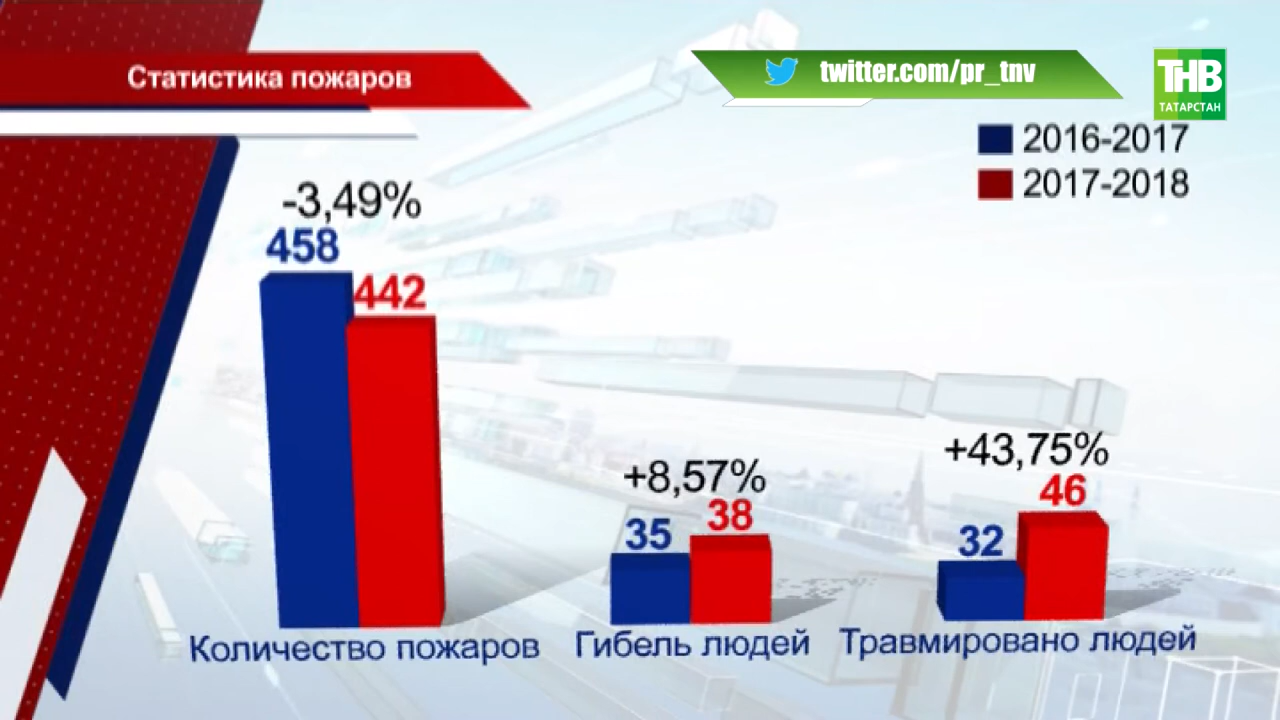 Статистика пожаров
twitter.com/pr_tnv
ТНВ
ТАТАРСТАН
2016-2017
2017-2018
-3,49%
458
442
+8,57%
35
38
+43,75%
32
46
Количество пожаров
Гибель людей
Травмировано людей